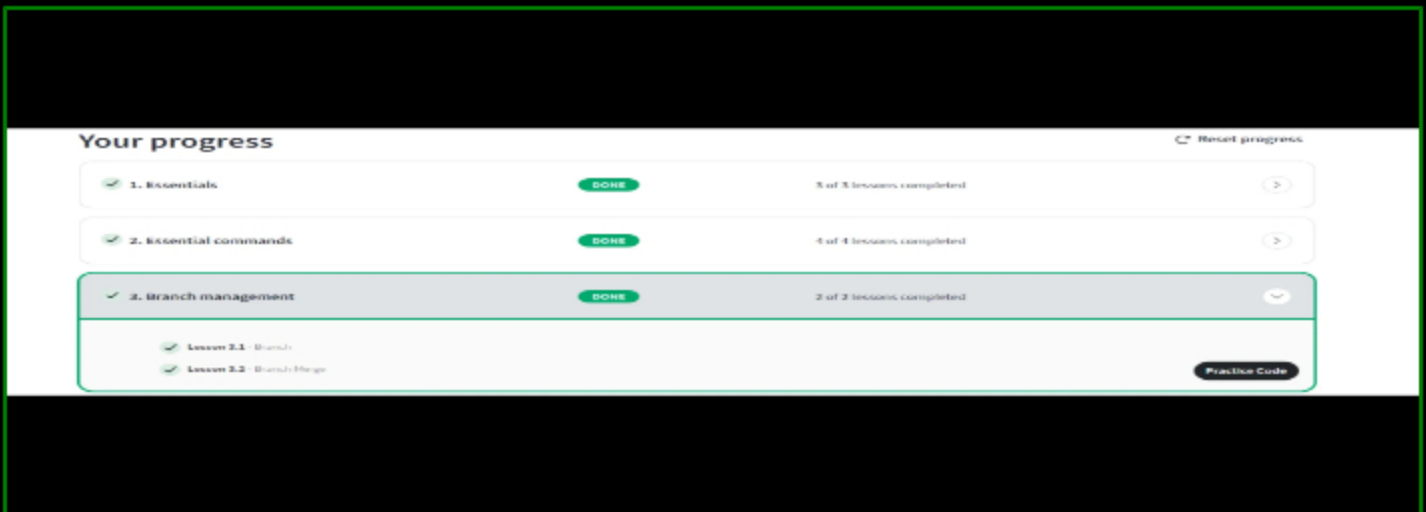 Your progress
Reset progress
1. Essentials DONE 3 of 3 lessons completed
2. Essential commands DONE 4 of 4 lessons completed
3. Branch management DONE 2 of 2 lessons completed
Lesson 3.1 - Branch
Lesson 3.2 - Branch Merge
Practice Code